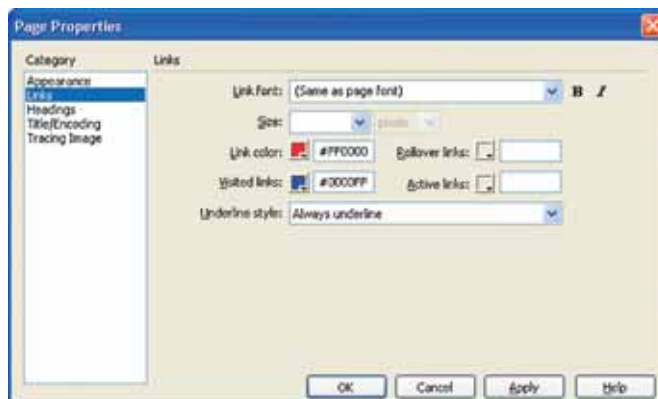 Page Properties
Category
Links
Appearance
Links
Headings
Title/Encoding
Tracing Image
Link font: (Same as page font) B I
Size: pixels
Link color: #FF0000 Rollover links:
Visited links: #0000FF Active links:
Underline style: Always underline
OK Cancel Apply Help